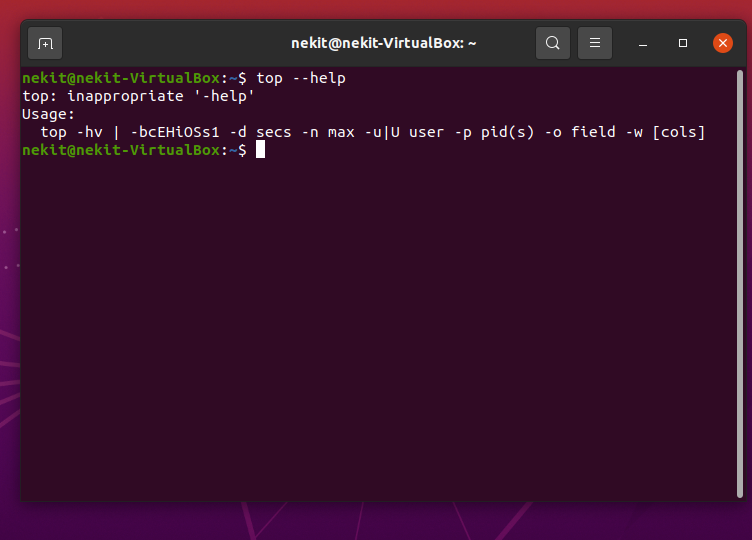 nekit@nekit-VirtualBox: ~
nekit@nekit-VirtualBox:~$ top --help
top: inappropriate '-help'
Usage:
  top -hv | -bcEHiOSs1 -d secs -n max -u|U user -p pid(s) -o field -w [cols]
nekit@nekit-VirtualBox:~$